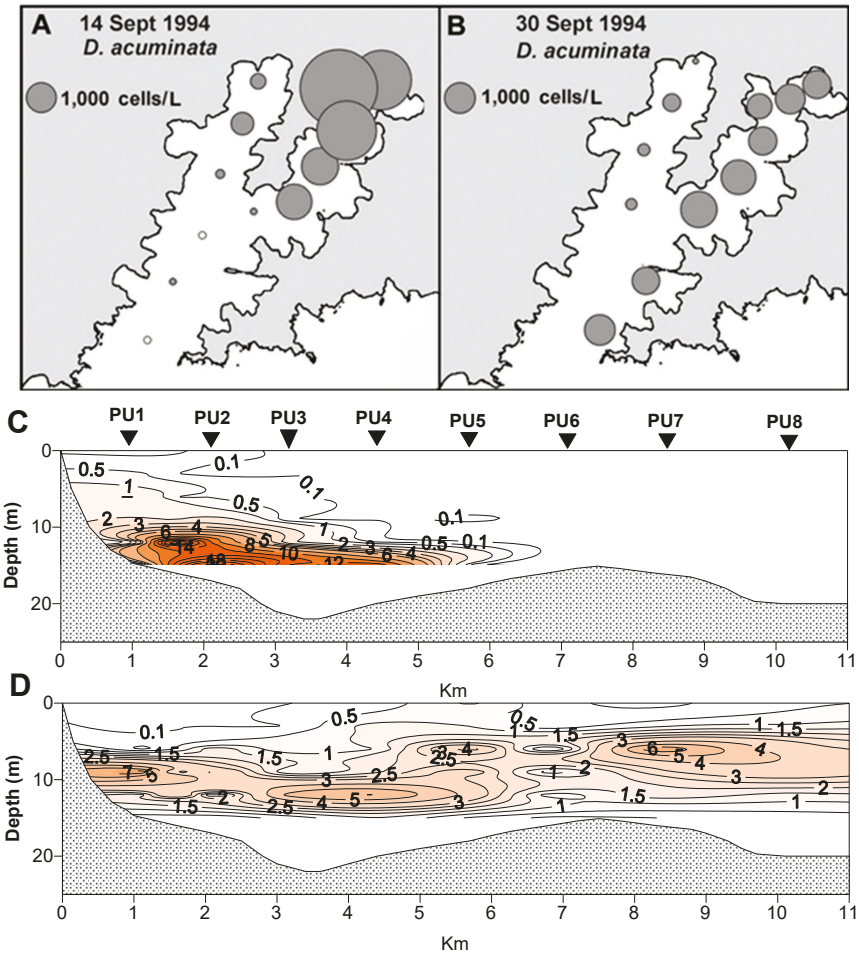 A 14 Sept 1994
D. acuminata
1,000 cells/L
B 30 Sept 1994
D. acuminata
1,000 cells/L
C PU1 PU2 PU3 PU4 PU5 PU6 PU7 PU8
0
10
20
Depth (m)
0.5 0.1 0.1
1 0.5 0.1
2 3 4 1
6 8 5 2 3 0.5 0.1
14 10 6 4
18 12
0 1 2 3 4 5 6 7 8 9 10 11
Km
D
0
10
20
Depth (m)
0.1 0.5 0.5 1
1 1.5 1.5
2.5 1.5 1.5 1 3 4 3 6 4
2.5 5
7 5 3 2.5 1 2 4 3
2 4 5 3 1.5 2
1.5 2.5 1 1
0 1 2 3 4 5 6 7 8 9 10 11
Km